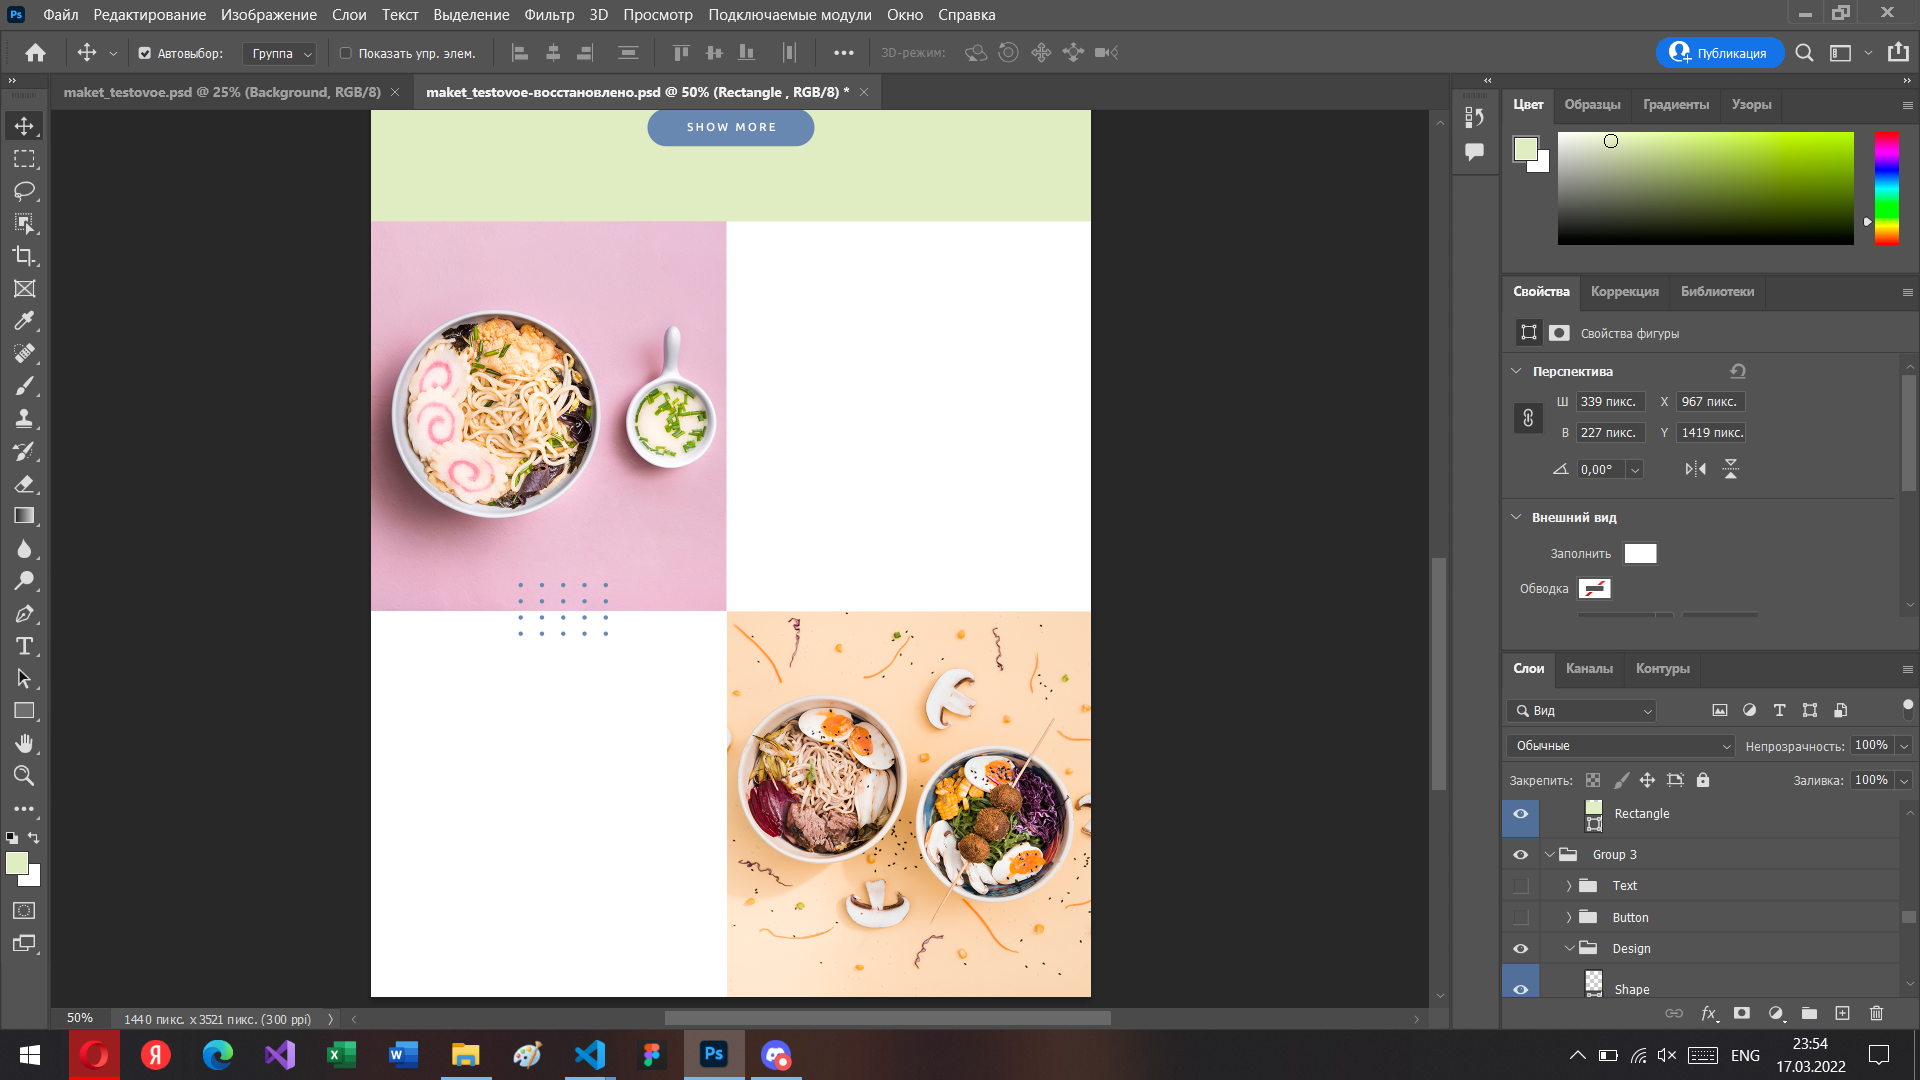 Ps Файл Редактирование Изображение Слои Текст Выделение Фильтр 3D Просмотр Подключаемые модули Окно Справка
Автовыбор: Группа Показать упр. элем. 3D-режим: Публикация
maket_testovoe.psd @ 25% (Background, RGB/8)
maket_testovoe-восстановлено.psd @ 50% (Rectangle , RGB/8) *
SHOW MORE
Цвет Образцы Градиенты Узоры
Свойства Коррекция Библиотеки
Свойства фигуры
Перспектива
Ш 339 пикс. X 967 пикс.
В 227 пикс. Y 1419 пикс.
0,00°
Внешний вид
Заполнить
Обводка
Слои Каналы Контуры
Вид
Обычные Непрозрачность: 100%
Закрепить: Заливка: 100%
Rectangle
Group 3
Text
Button
Design
Shape
fx
50% 1440 пикс. x 3521 пикс. (300 ppi)
Ps
ENG
23:54
17.03.2022